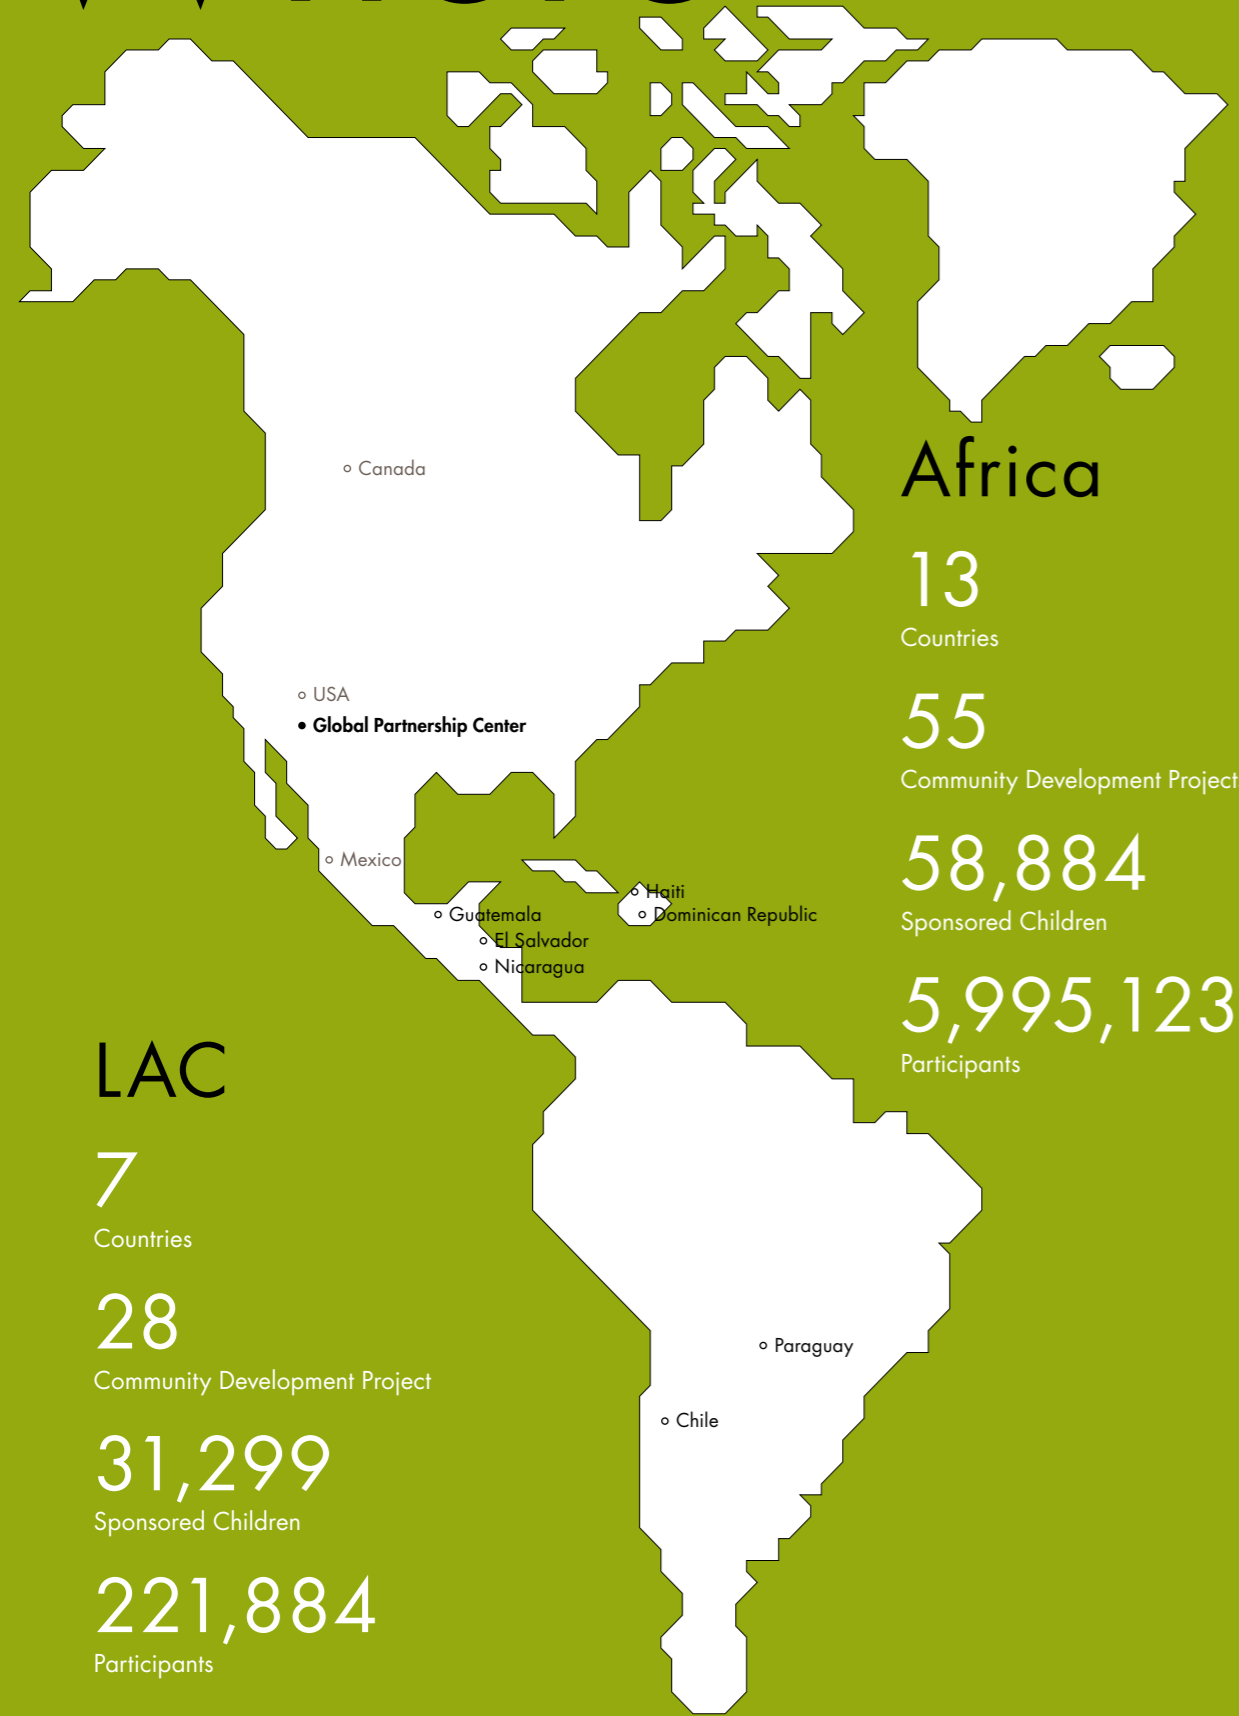 Canada
USA
Global Partnership Center
Mexico
Haiti
Guatemala
Dominican Republic
El Salvador
Nicaragua
Paraguay
Chile
Africa
13
Countries
55
Community Development Project
58,884
Sponsored Children
5,995,123
Participants
LAC
7
Countries
28
Community Development Project
31,299
Sponsored Children
221,884
Participants